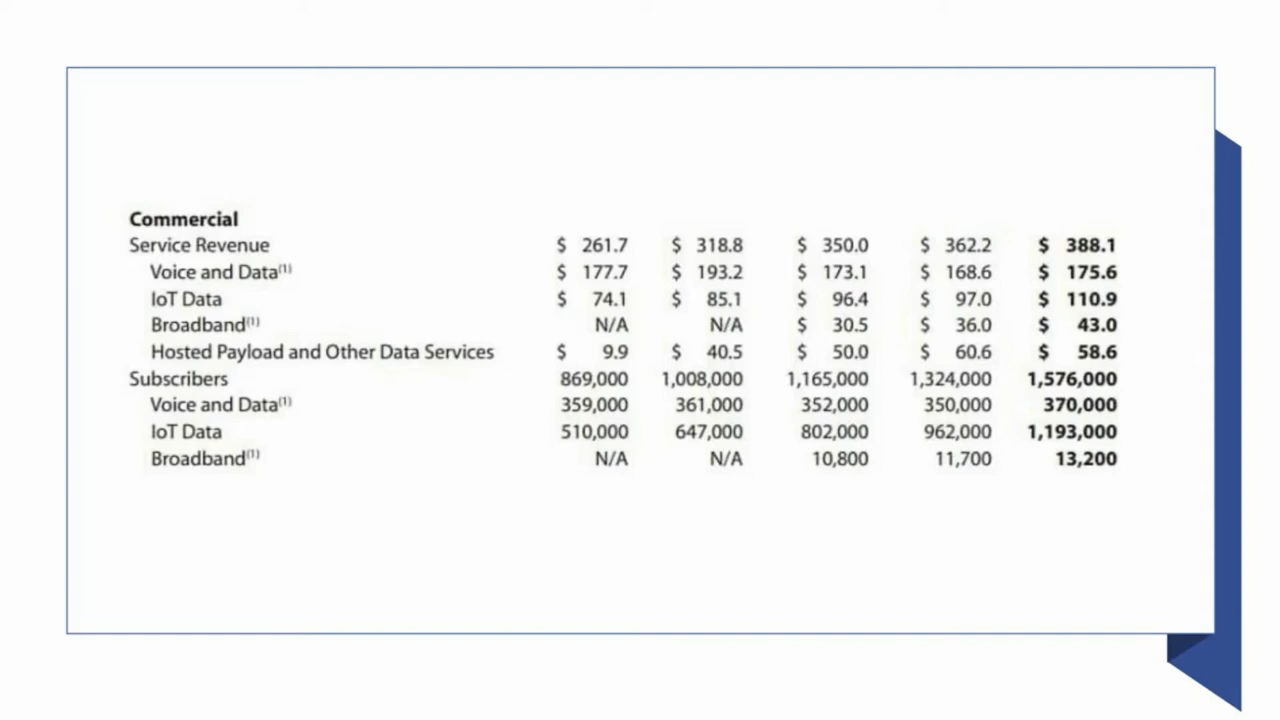 Commercial
Service Revenue $ 261.7 $ 318.8 $ 350.0 $ 362.2 $ 388.1
Voice and Data(1) $ 177.7 $ 193.2 $ 173.1 $ 168.6 $ 175.6
IoT Data $ 74.1 $ 85.1 $ 96.4 $ 97.0 $ 110.9
Broadband(1) N/A N/A $ 30.5 $ 36.0 $ 43.0
Hosted Payload and Other Data Services $ 9.9 $ 40.5 $ 50.0 $ 60.6 $ 58.6
Subscribers 869,000 1,008,000 1,165,000 1,324,000 1,576,000
Voice and Data(1) 359,000 361,000 352,000 350,000 370,000
IoT Data 510,000 647,000 802,000 962,000 1,193,000
Broadband(1) N/A N/A 10,800 11,700 13,200